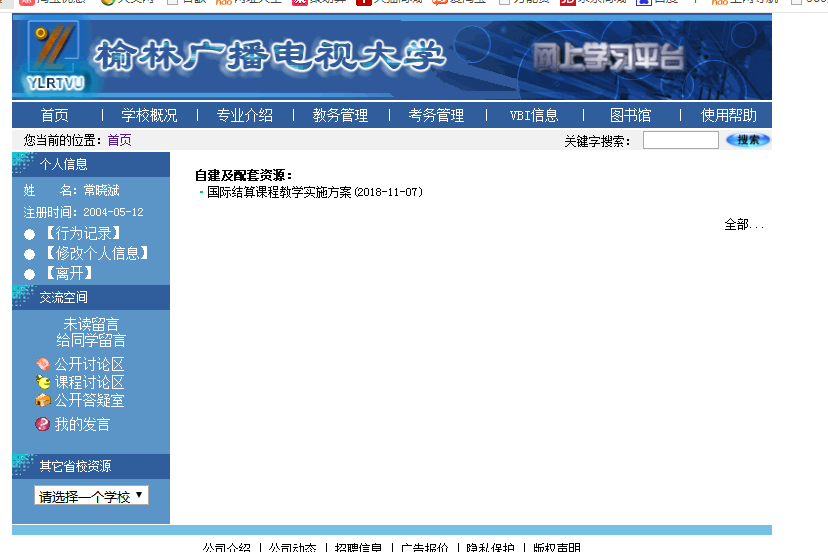 榆林广播电视大学
网上学习平台
YLRTVU
首页 | 学校概况 | 专业介绍 | 教务管理 | 考务管理 | VBI信息 | 图书馆 | 使用帮助
您当前的位置：首页
关键字搜索：
搜索
个人信息
姓 名：常晓斌
注册时间：2004-05-12
【行为记录】
【修改个人信息】
【离开】
交流空间
未读留言
给同学留言
公开讨论区
课程讨论区
公开答疑室
我的发言
其它省校资源
请选择一个学校
自建及配套资源：
国际结算课程教学实施方案(2018-11-07)
全部...
公司介绍 | 公司动态 | 招聘信息 | 广告报价 | 隐私保护 | 版权声明